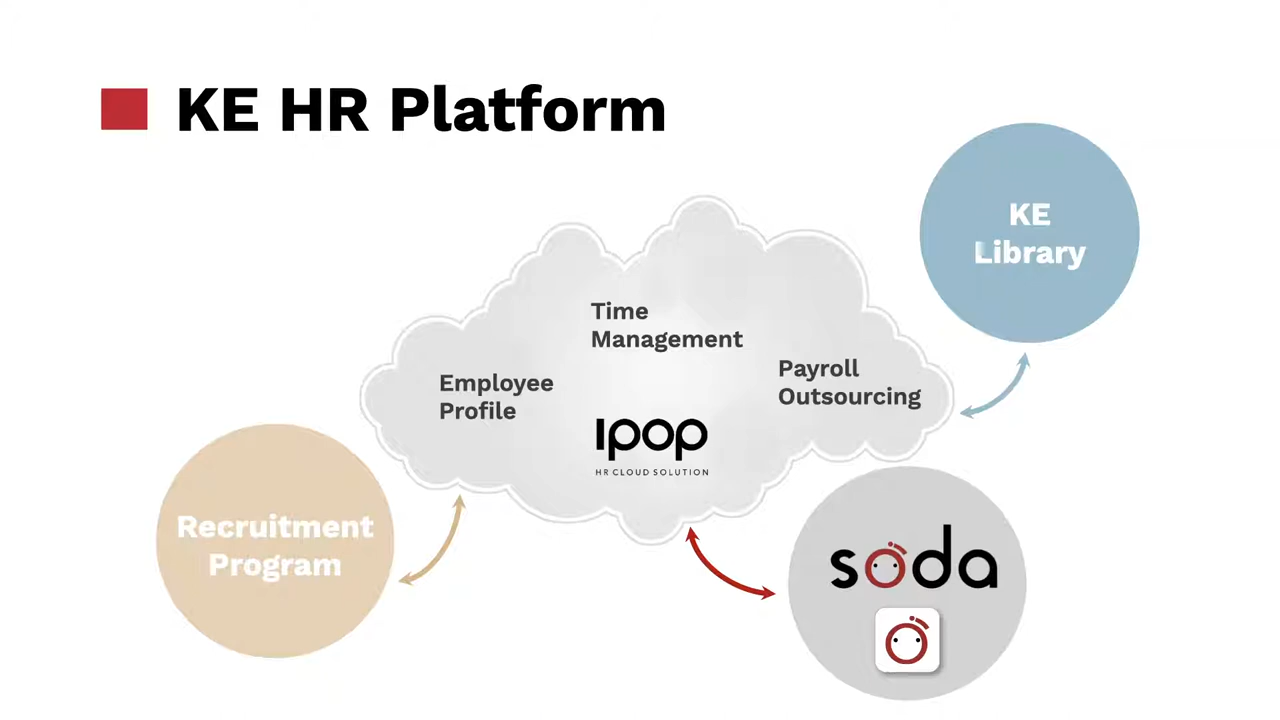 KE HR Platform
KE
Library
Time
Management
Payroll
Outsourcing
Employee
Profile
ipop
HR CLOUD SOLUTION
Recruitment
Program
soda